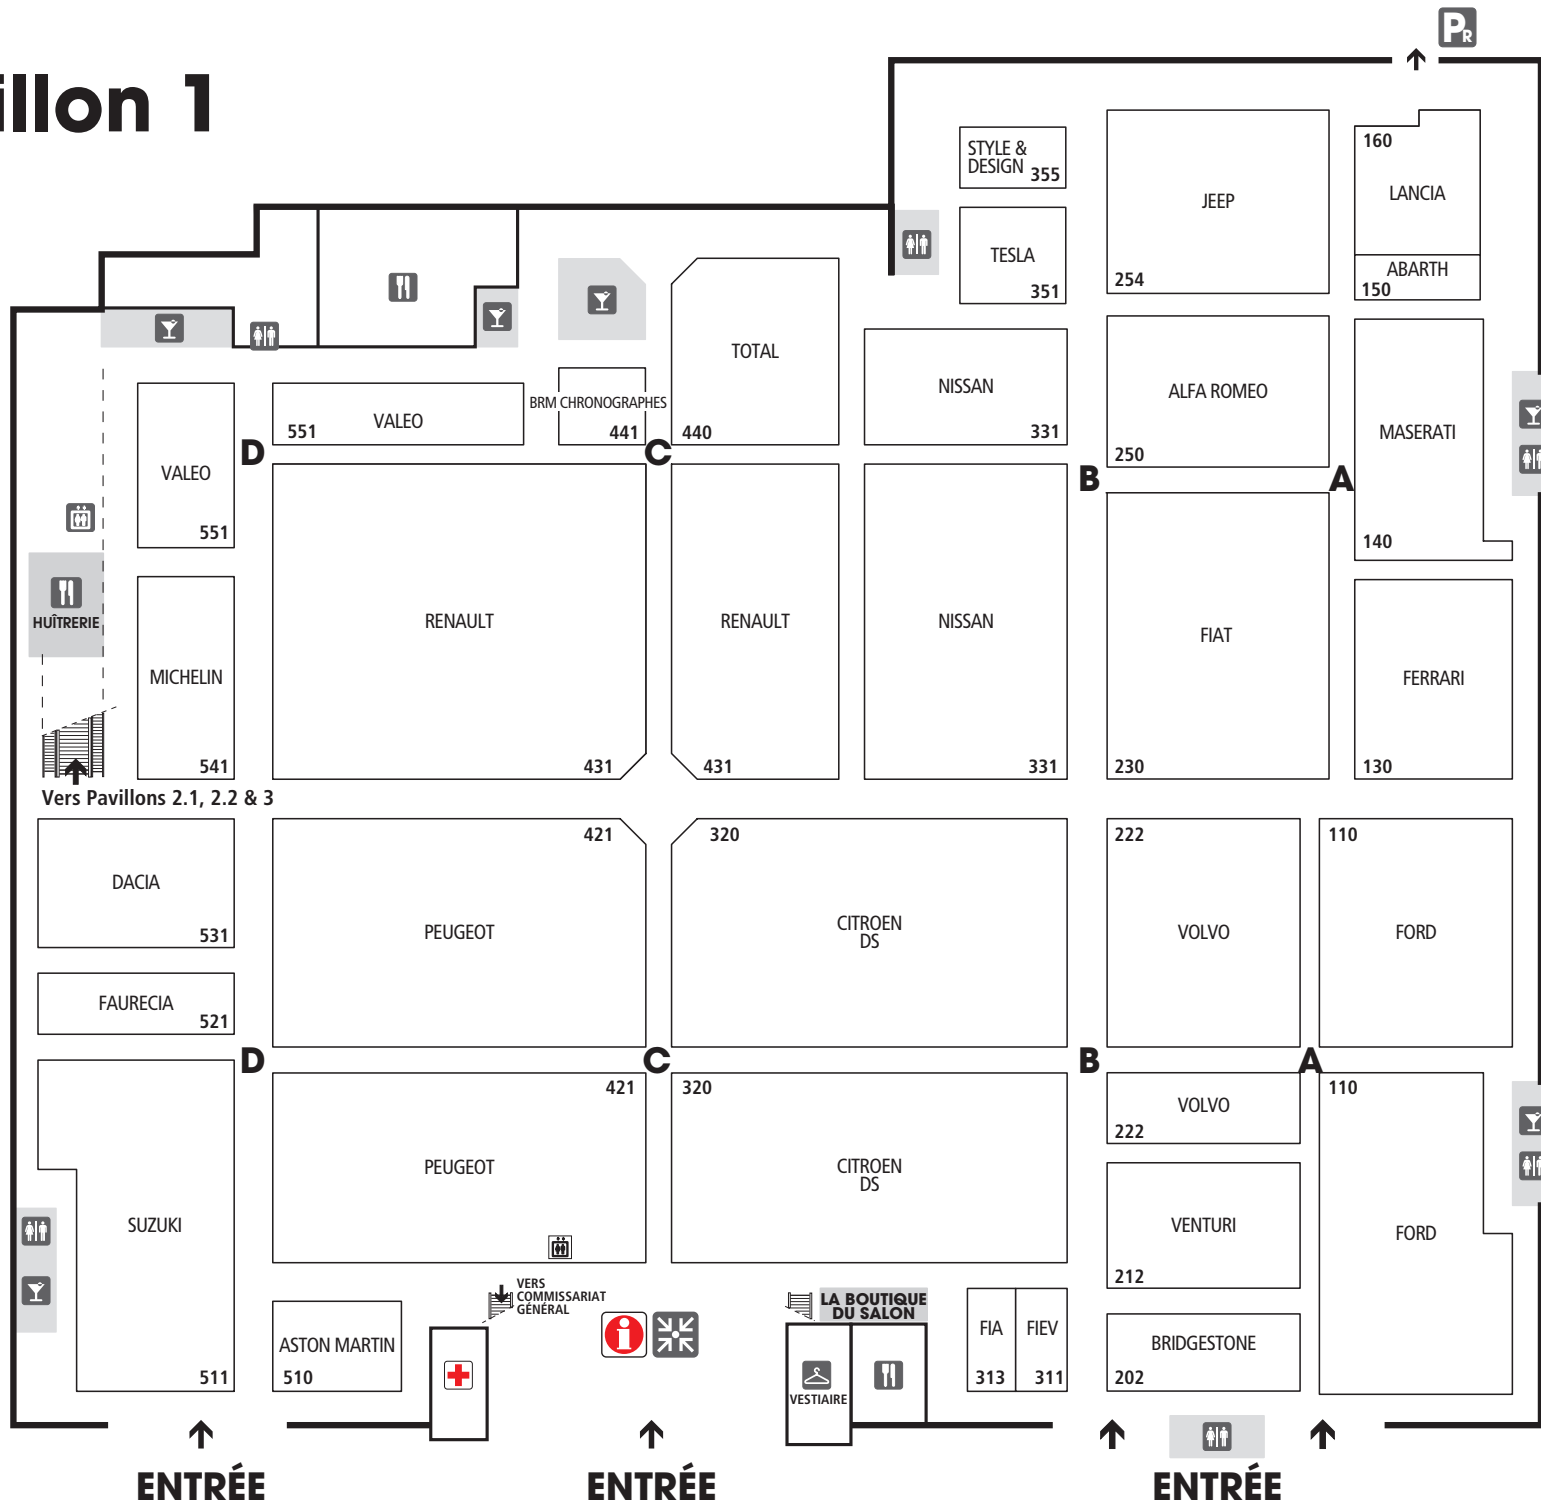 illon 1
PR
STYLE &
DESIGN 355
JEEP
254
160
LANCIA
ABARTH
150
TESLA
351
TOTAL
440
NISSAN
331
ALFA ROMEO
250
MASERATI
140
VALEO
551
551
VALEO
BRM CHRONOGRAPHES
441
D
C
B
A
HUÎTRERIE
MICHELIN
541
RENAULT
431
RENAULT
431
NISSAN
331
FIAT
230
FERRARI
130
Vers Pavillons 2.1, 2.2 & 3
DACIA
531
421
PEUGEOT
320
CITROEN
DS
222
VOLVO
110
FORD
FAURECIA
521
D
C
B
A
SUZUKI
511
421
PEUGEOT
320
CITROEN
DS
VOLVO
222
110
FORD
VENTURI
212
VERS
COMMISSARIAT
GÉNÉRAL
LA BOUTIQUE
DU SALON
ASTON MARTIN
510
i
VESTIAIRE
FIA
313
FIEV
311
BRIDGESTONE
202
ENTRÉE
ENTRÉE
ENTRÉE